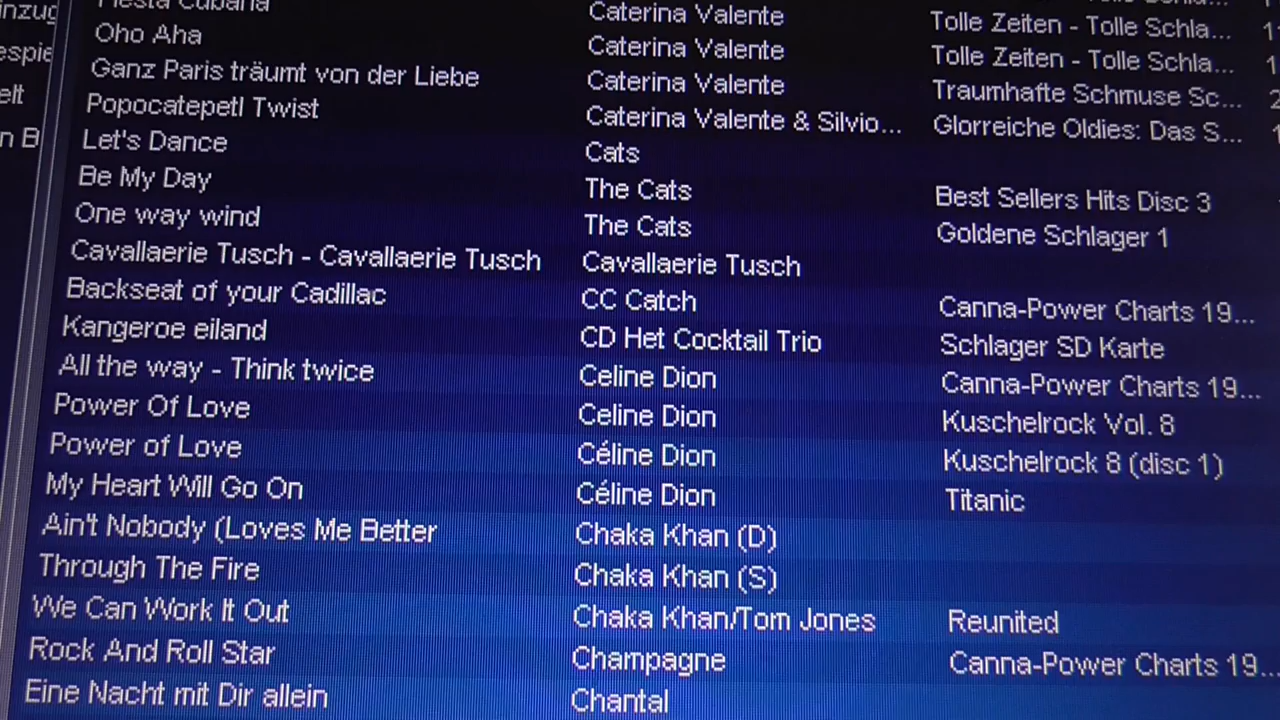 Fiesta Cubana Caterina Valente Tolle Zeiten - Tolle Schla...
Oho Aha Caterina Valente Tolle Zeiten - Tolle Schla...
Ganz Paris träumt von der Liebe Caterina Valente Traumhafte Schmuse Sc...
Popocatepetl Twist Caterina Valente & Silvio... Glorreiche Oldies: Das S...
Let's Dance Cats
Be My Day The Cats Best Sellers Hits Disc 3
One way wind The Cats Goldene Schlager 1
Cavallaerie Tusch - Cavallaerie Tusch Cavallaerie Tusch
Backseat of your Cadillac CC Catch Canna-Power Charts 19...
Kangeroe eiland CD Het Cocktail Trio Schlager SD Karte
All the way - Think twice Celine Dion Canna-Power Charts 19...
Power Of Love Celine Dion Kuschelrock Vol. 8
Power of Love Céline Dion Kuschelrock 8 (disc 1)
My Heart Will Go On Céline Dion Titanic
Ain't Nobody (Loves Me Better Chaka Khan (D)
Through The Fire Chaka Khan (S)
We Can Work It Out Chaka Khan/Tom Jones Reunited
Rock And Roll Star Champagne Canna-Power Charts 19...
Eine Nacht mit Dir allein Chantal